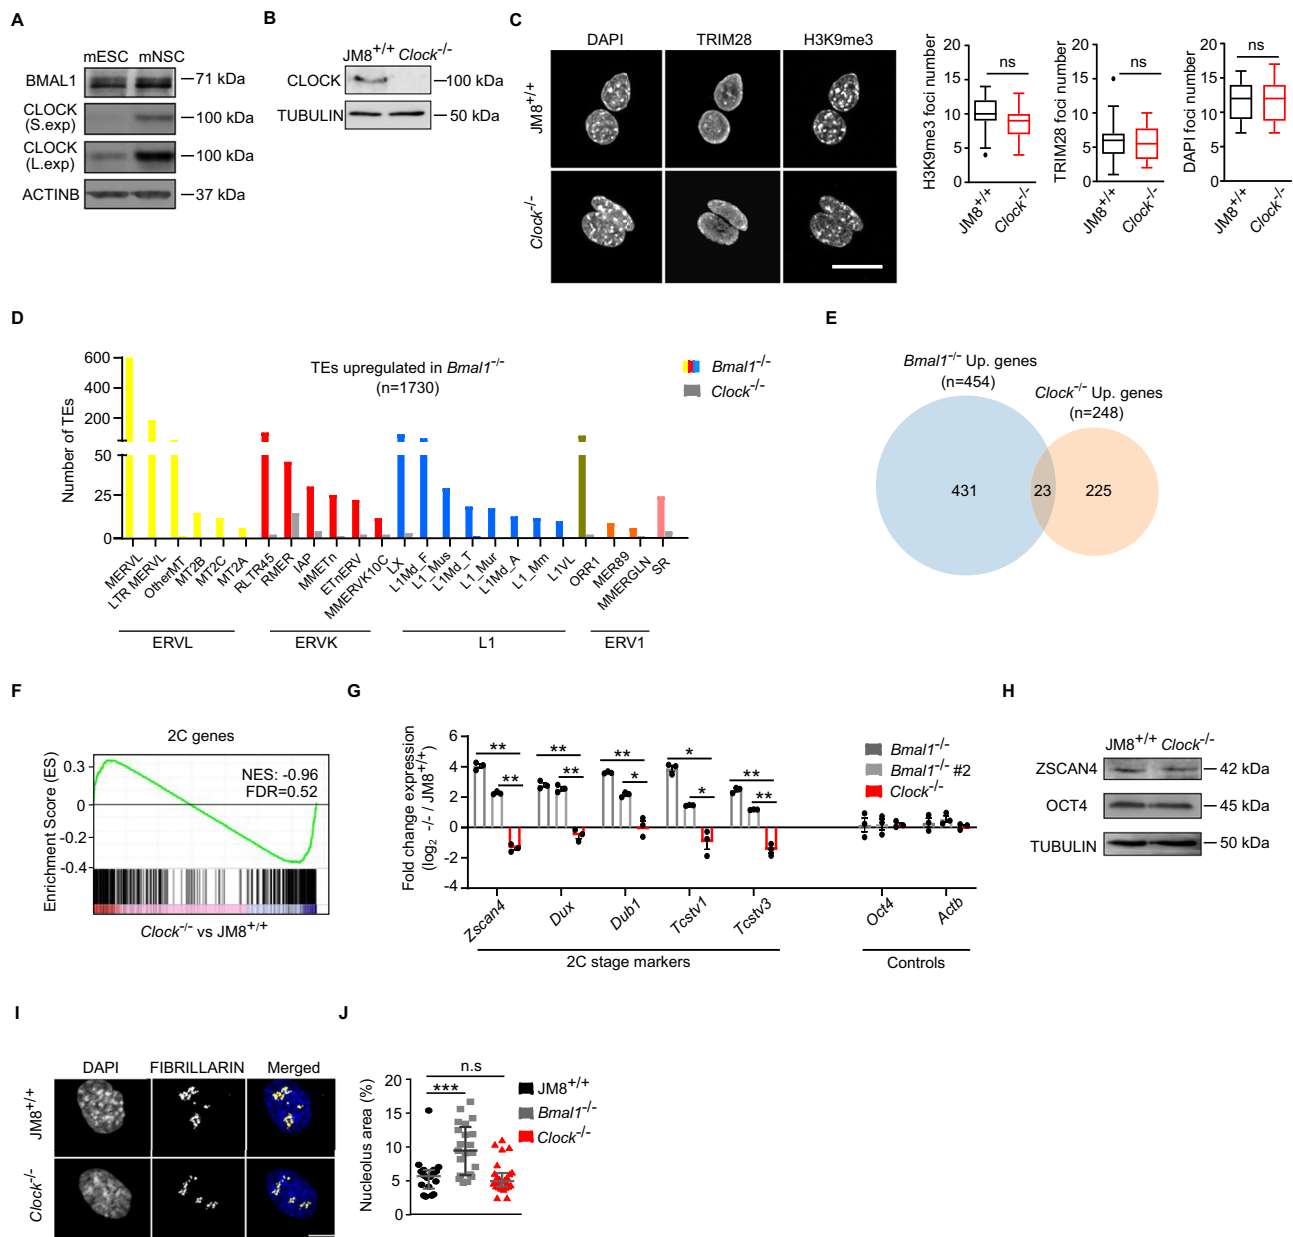 A
mESC mNSC
BMAL1
71 kDa
CLOCK
(S.exp)
100 kDa
CLOCK
(L.exp)
100 kDa
ACTINB
37 kDa
B
JM8+/+ Clock-/-
CLOCK
100 kDa
TUBULIN
50 kDa
C
DAPI TRIM28 H3K9me3
JM8+/+
Clock-/-
H3K9me3 foci number
20
15
10
5
0
ns
JM8+/+
Clock-/-
TRIM28 foci number
20
15
10
5
0
ns
JM8+/+
Clock-/-
DAPI foci number
20
15
10
5
0
ns
JM8+/+
Clock-/-
D
TEs upregulated in Bmal1-/-
(n=1730)
Bmal1-/-
Clock-/-
Number of TEs
600
400
200
50
25
0
MERVL
LTR MERVL
OtherMT
MT2B
MT2C
MT2A
RLTR45
RMER
IAP
MMETn
ETnERV
MMERVK10C
LX
L1Md_F
L1_Mus
L1Md_T
L1_Mur
L1Md_A
L1_Mm
L1VL
ORR1
MER89
MMERGLN
SR
ERVL
ERVK
L1
ERV1
E
Bmal1-/- Up. genes
(n=454)
Clock-/- Up. genes
(n=248)
431
23
225
F
2C genes
Enrichment Score (ES)
0.3
0
-0.2
-0.4
NES: -0.96
FDR=0.52
Clock-/- vs JM8+/+
G
Fold change expression
(log2 -/- / JM8+/+)
6
4
2
0
-2
-4
** **
** **
** *
* *
** **
Bmal1-/-
Bmal1-/- #2
Clock-/-
Zscan4
Dux
Dub1
Tcstv1
Tcstv3
Oct4
Actb
2C stage markers
Controls
H
JM8+/+ Clock-/-
ZSCAN4
42 kDa
OCT4
45 kDa
TUBULIN
50 kDa
I
DAPI FIBRILLARIN Merged
JM8+/+
Clock-/-
J
Nucleolus area (%)
20
15
10
5
0
n.s
***
JM8+/+
Bmal1-/-
Clock-/-